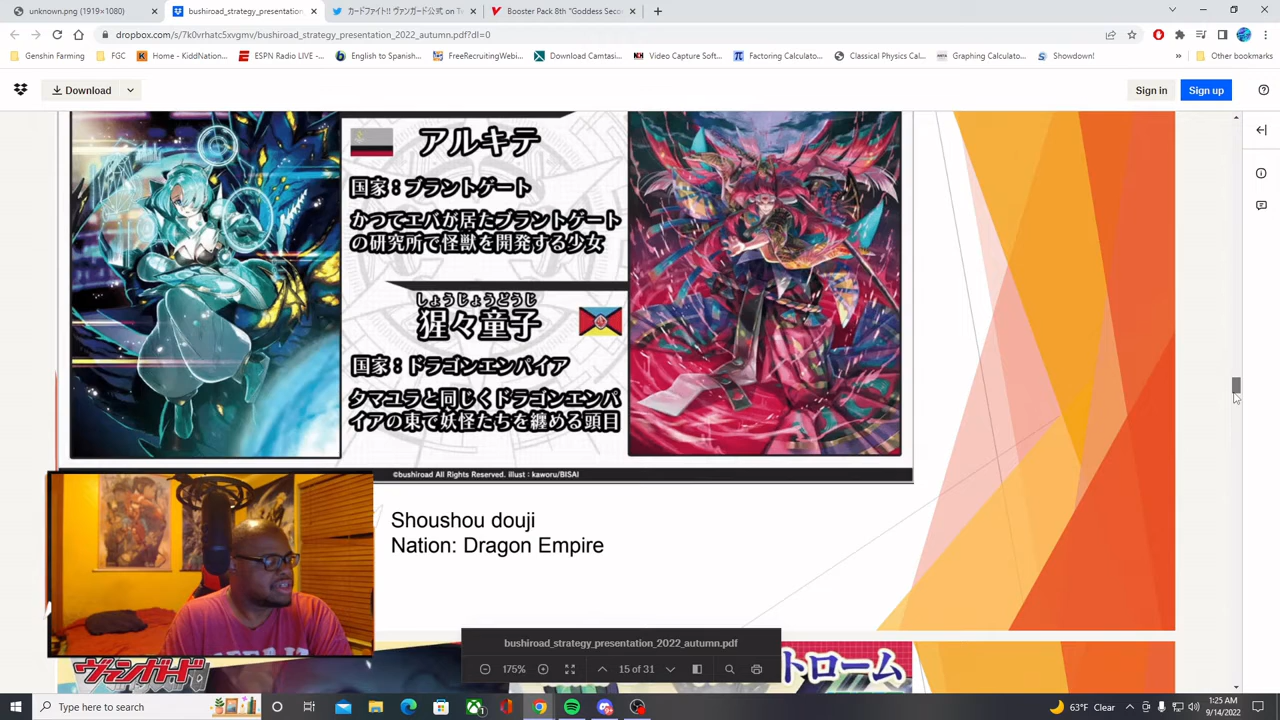 unknown.png (1919×1080)
bushiroad_strategy_presentation
カードファイト!! ヴァンガード公式 on Tw
Booster Pack 8th "Goddess Seco
dropbox.com/s/7k0vrhatc5xvgmv/bushiroad_strategy_presentation_2022_autumn.pdf?dl=0
Genshin Farming
FGC
Home - KiddNation...
ESPN Radio LIVE -...
English to Spanish...
FreeRecruitingWebi...
Download Camtasi...
Video Capture Soft...
Factoring Calculato...
Classical Physics Cal...
Graphing Calculato...
Showdown!
Other bookmarks
Download
Sign in
Sign up
アルキテ
国家：ブラントゲート
かつてエバが居たブラントゲート
の研究所で怪獣を開発する少女
しょうじょうどうじ
猩々童子
国家：ドラゴンエンパイア
タマユラと同じくドラゴンエンパ
イアの東で妖怪たちを纏める頭目
©bushiroad All Rights Reserved. illust : kaworu/BISAI
Shoushou douji
Nation: Dragon Empire
bushiroad_strategy_presentation_2022_autumn.pdf
175%
15 of 31
ヴァンガード
トローム
Type here to search
63°F Clear
1:25 AM
9/14/2022